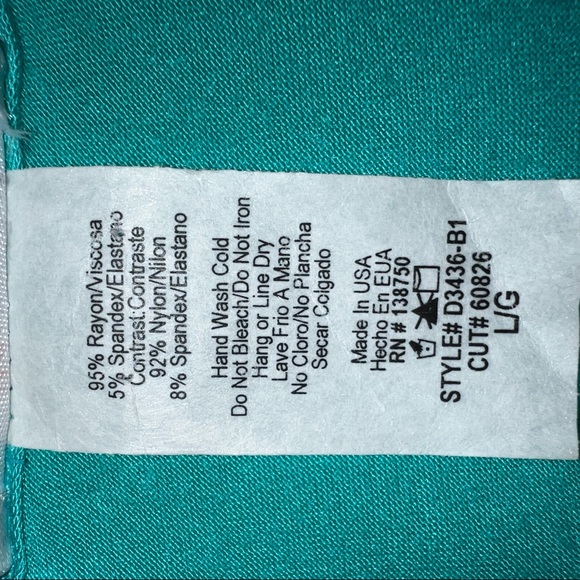 95% Rayon/Viscosa
5% Spandex/Elastano
Contrast:Contraste
92% Nylon/Nilon
8% Spandex/Elastano
Hand Wash Cold
Do Not Bleach/Do Not Iron
Hang or Line Dry
Lave Frio A Mano
No Cloro/No Plancha
Secar Colgado
Made In USA
Hecho En EUA
RN # 138750
STYLE# D3436-B1
CUT# 60826
L/G